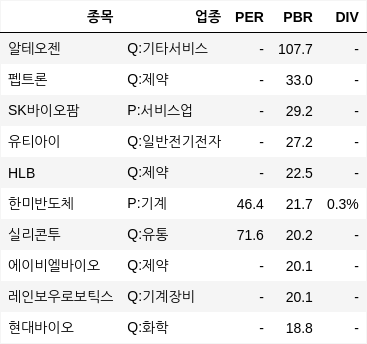 종목 업종 PER PBR DIV
알테오젠 Q:기타서비스 - 107.7 -
펩트론 Q:제약 - 33.0 -
SK바이오팜 P:서비스업 - 29.2 -
유티아이 Q:일반전기전자 - 27.2 -
HLB Q:제약 - 22.5 -
한미반도체 P:기계 46.4 21.7 0.3%
실리콘투 Q:유통 71.6 20.2 -
에이비엘바이오 Q:제약 - 20.1 -
레인보우로보틱스 Q:기계장비 - 20.1 -
현대바이오 Q:화학 - 18.8 -